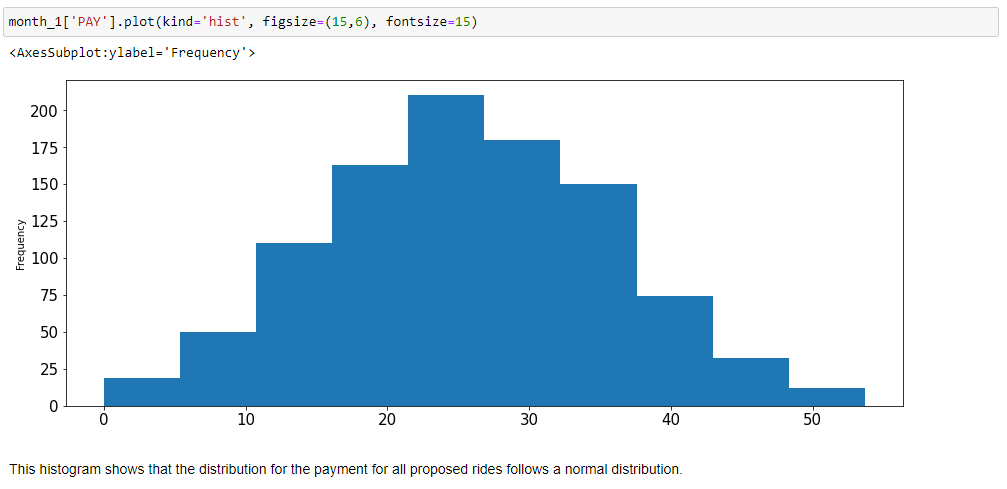 month_1['PAY'].plot(kind='hist', figsize=(15,6), fontsize=15)
<AxesSubplot:ylabel='Frequency'>
200
175
150
125
100
75
50
25
0
Frequency
0 10 20 30 40 50
This histogram shows that the distribution for the payment for all proposed rides follows a normal distribution.